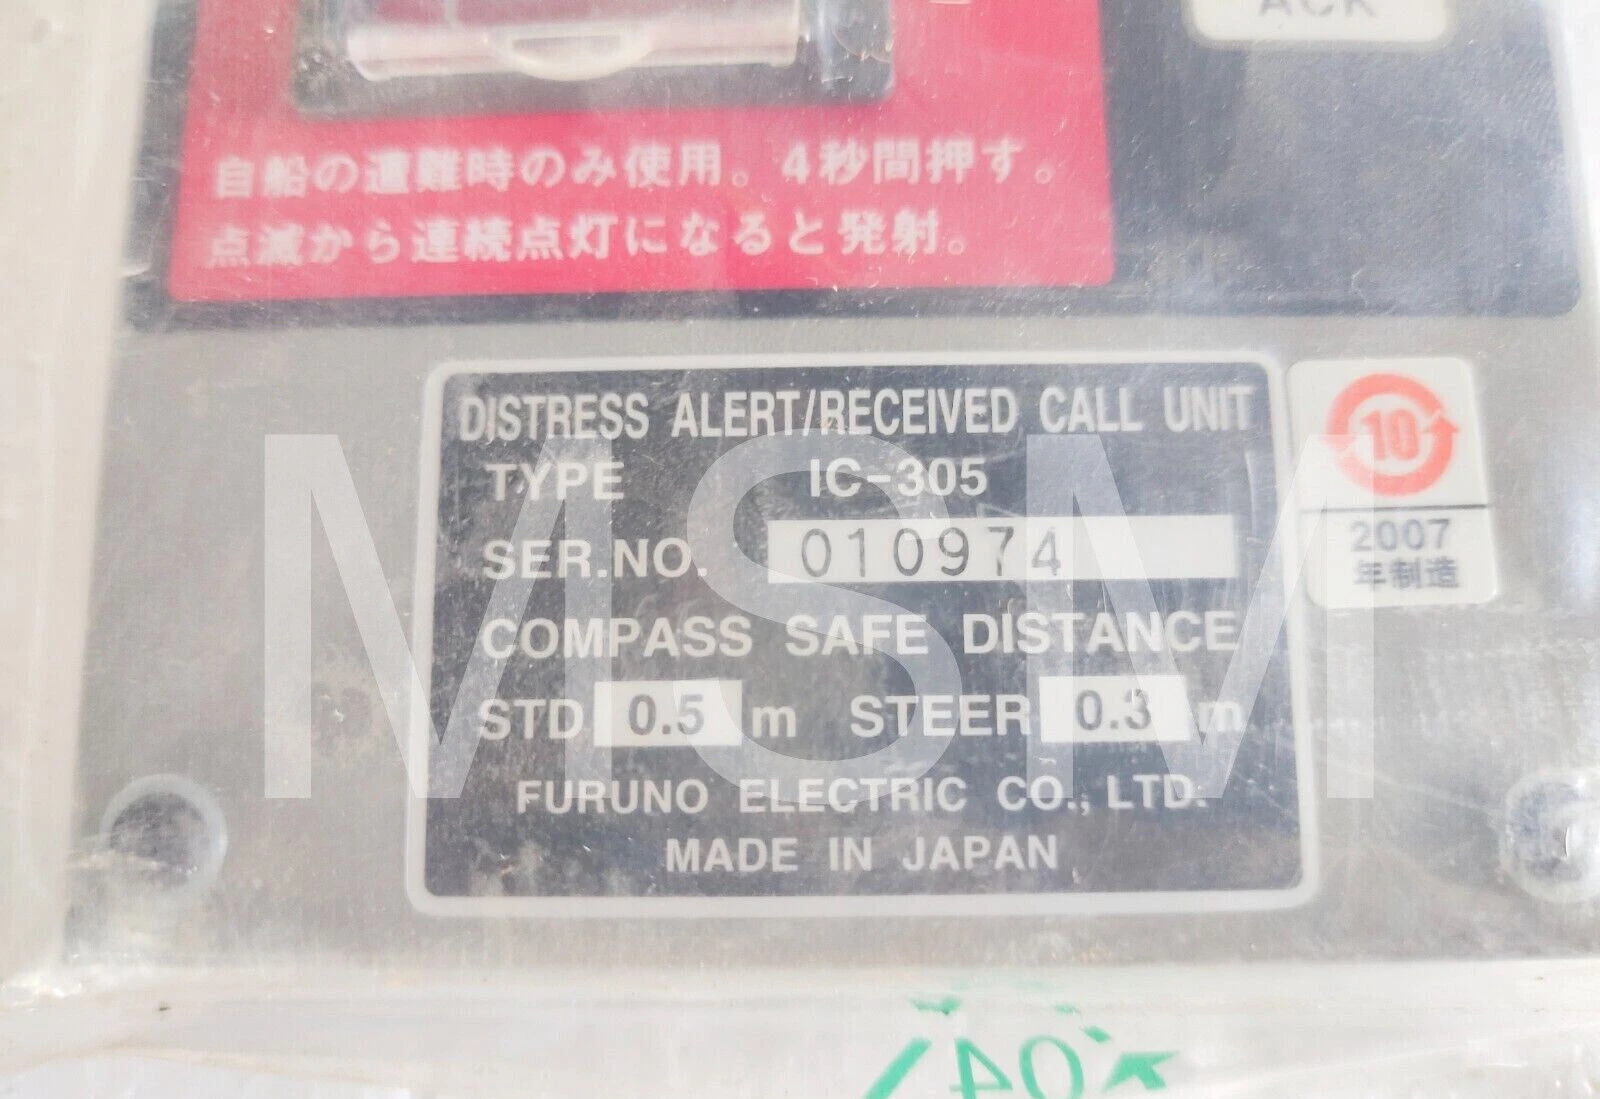 ACK
自船の遭難時のみ使用。4秒間押す。
点滅から連続点灯になると発射。
DISTRESS ALERT/RECEIVED CALL UNIT
TYPE IC-305
SER.NO. 010974
COMPASS SAFE DISTANCE
STD 0.5 m STEER 0.3 m
FURUNO ELECTRIC CO., LTD.
MADE IN JAPAN
10
2007
年制造
MSM